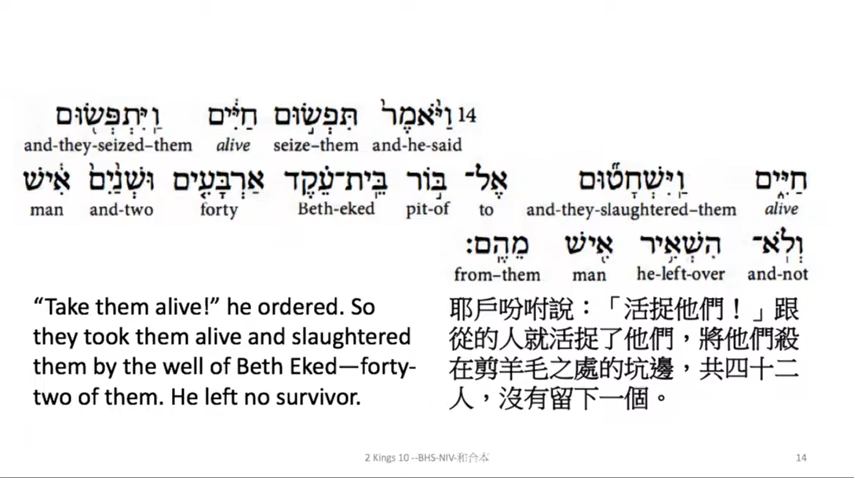 14 וַיֹּ֙אמֶר֙ תִּפְשׂ֣וּם חַיִּ֔ים וַֽיִּתְפְּשׂ֖וּם
and-he-said seize–them alive and-they-seized–them
חַיִּ֑ים וַֽיִּשְׁחָט֞וּם אֶל־ בּ֣וֹר בֵּֽית־עֵ֗קֶד אַרְבָּעִ֤ים וּשְׁנַ֙יִם֙ אִ֔ישׁ
alive and-they-slaughtered–them to pit-of Beth-eked forty and-two man
וְלֹֽא־ הִשְׁאִ֥יר אִ֖ישׁ מֵהֶֽם׃
and-not he-left-over man from–them
“Take them alive!” he ordered. So
they took them alive and slaughtered
them by the well of Beth Eked—forty-
two of them. He left no survivor.
耶戶吩咐說：「活捉他們！」跟
從的人就活捉了他們，將他們殺
在剪羊毛之處的坑邊，共四十二
人，沒有留下一個。
2 Kings 10 --BHS-NIV-和合本
14